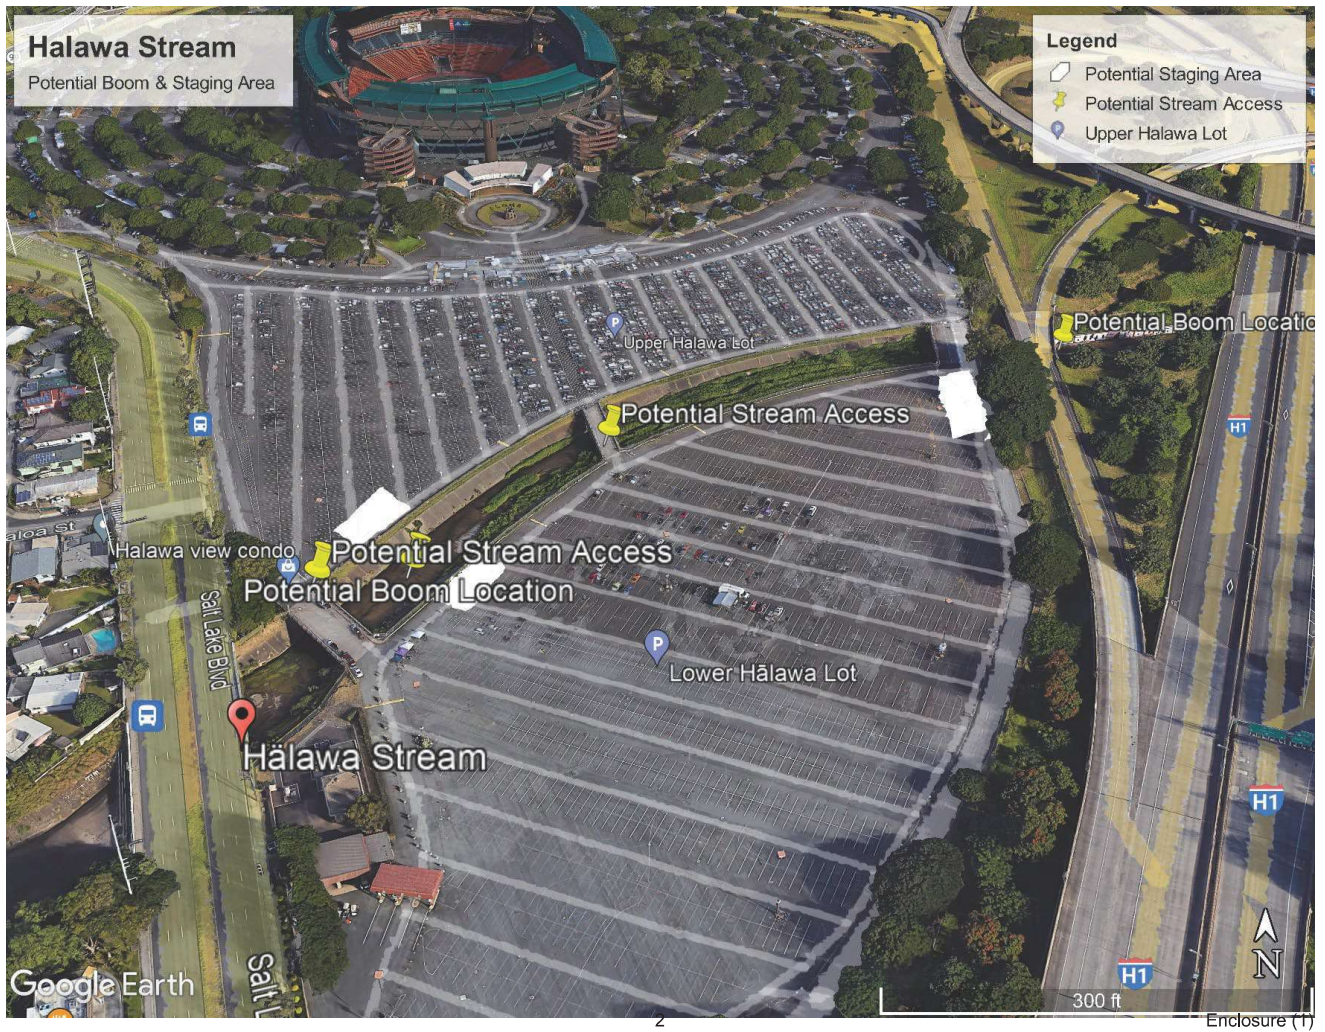 Halawa Stream
Potential Boom & Staging Area
Legend
Potential Staging Area
Potential Stream Access
Upper Halawa Lot
P
Upper Halawa Lot
Potential Boom Locatio
Potential Stream Access
H1
aloa St
Halawa view condo
Potential Stream Access
Potential Boom Location
Salt Lake Blvd
P
Lower Hālawa Lot
Hälawa Stream
H1
Salt L
H1
N
Google Earth
300 ft
2
Enclosure (1)